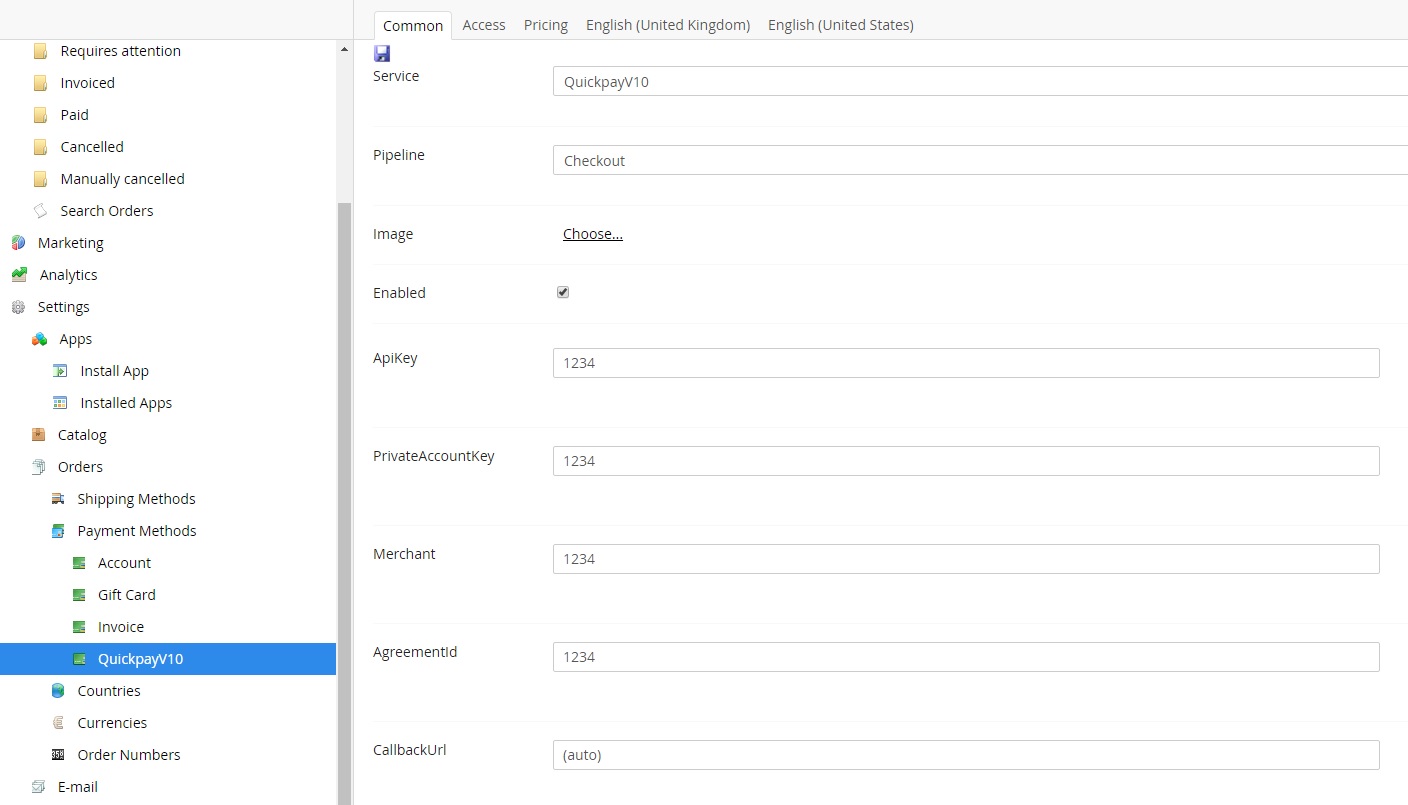 Common Access Pricing English (United Kingdom) English (United States)
Requires attention
Invoiced
Paid
Cancelled
Manually cancelled
Search Orders
Marketing
Analytics
Settings
Apps
Install App
Installed Apps
Catalog
Orders
Shipping Methods
Payment Methods
Account
Gift Card
Invoice
QuickpayV10
Countries
Currencies
Order Numbers
E-mail
Service QuickpayV10
Pipeline Checkout
Image Choose...
Enabled
ApiKey 1234
PrivateAccountKey 1234
Merchant 1234
AgreementId 1234
CallbackUrl (auto)